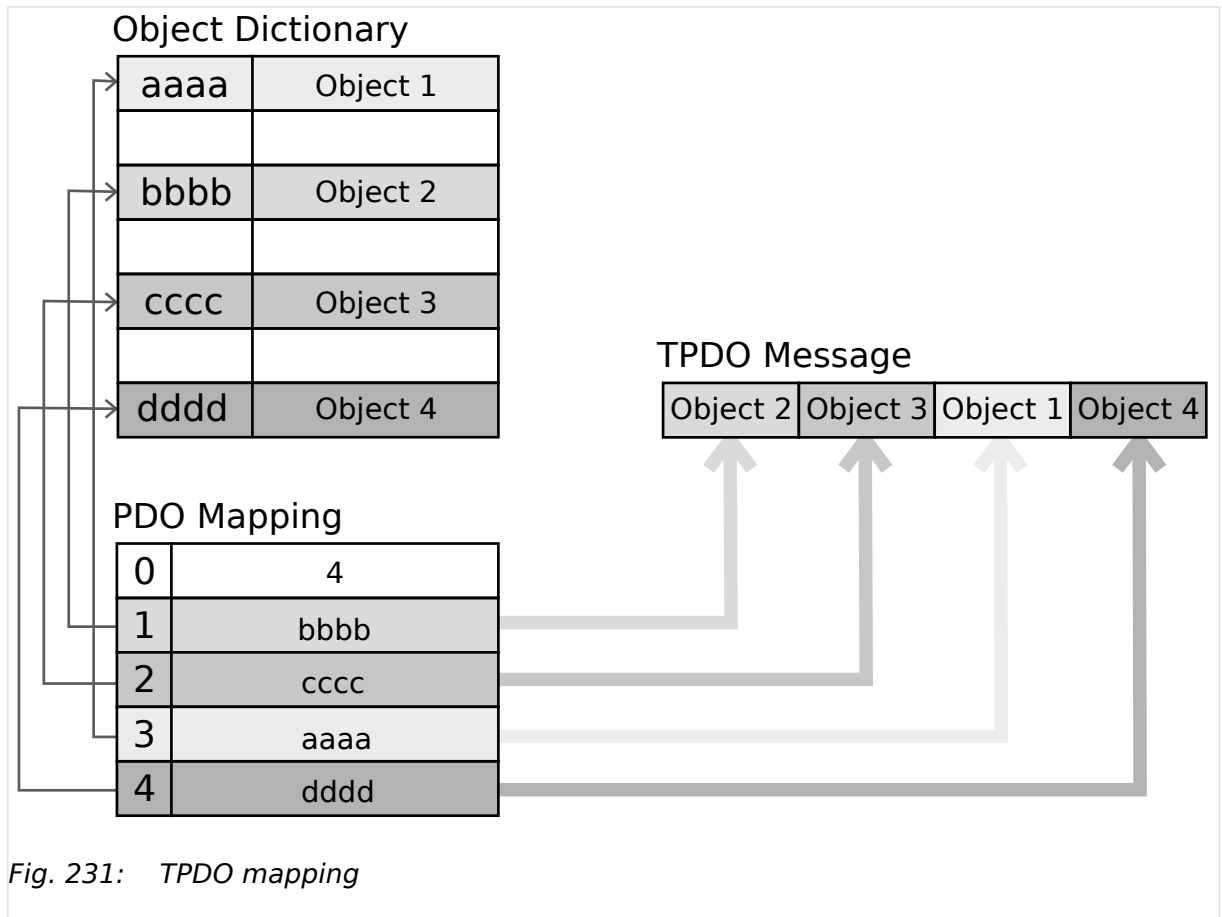 Object Dictionary
aaaa Object 1
bbbb Object 2
cccc Object 3
dddd Object 4
TPDO Message
Object 2 Object 3 Object 1 Object 4
PDO Mapping
0 4
1 bbbb
2 cccc
3 aaaa
4 dddd
Fig. 231: TPDO mapping